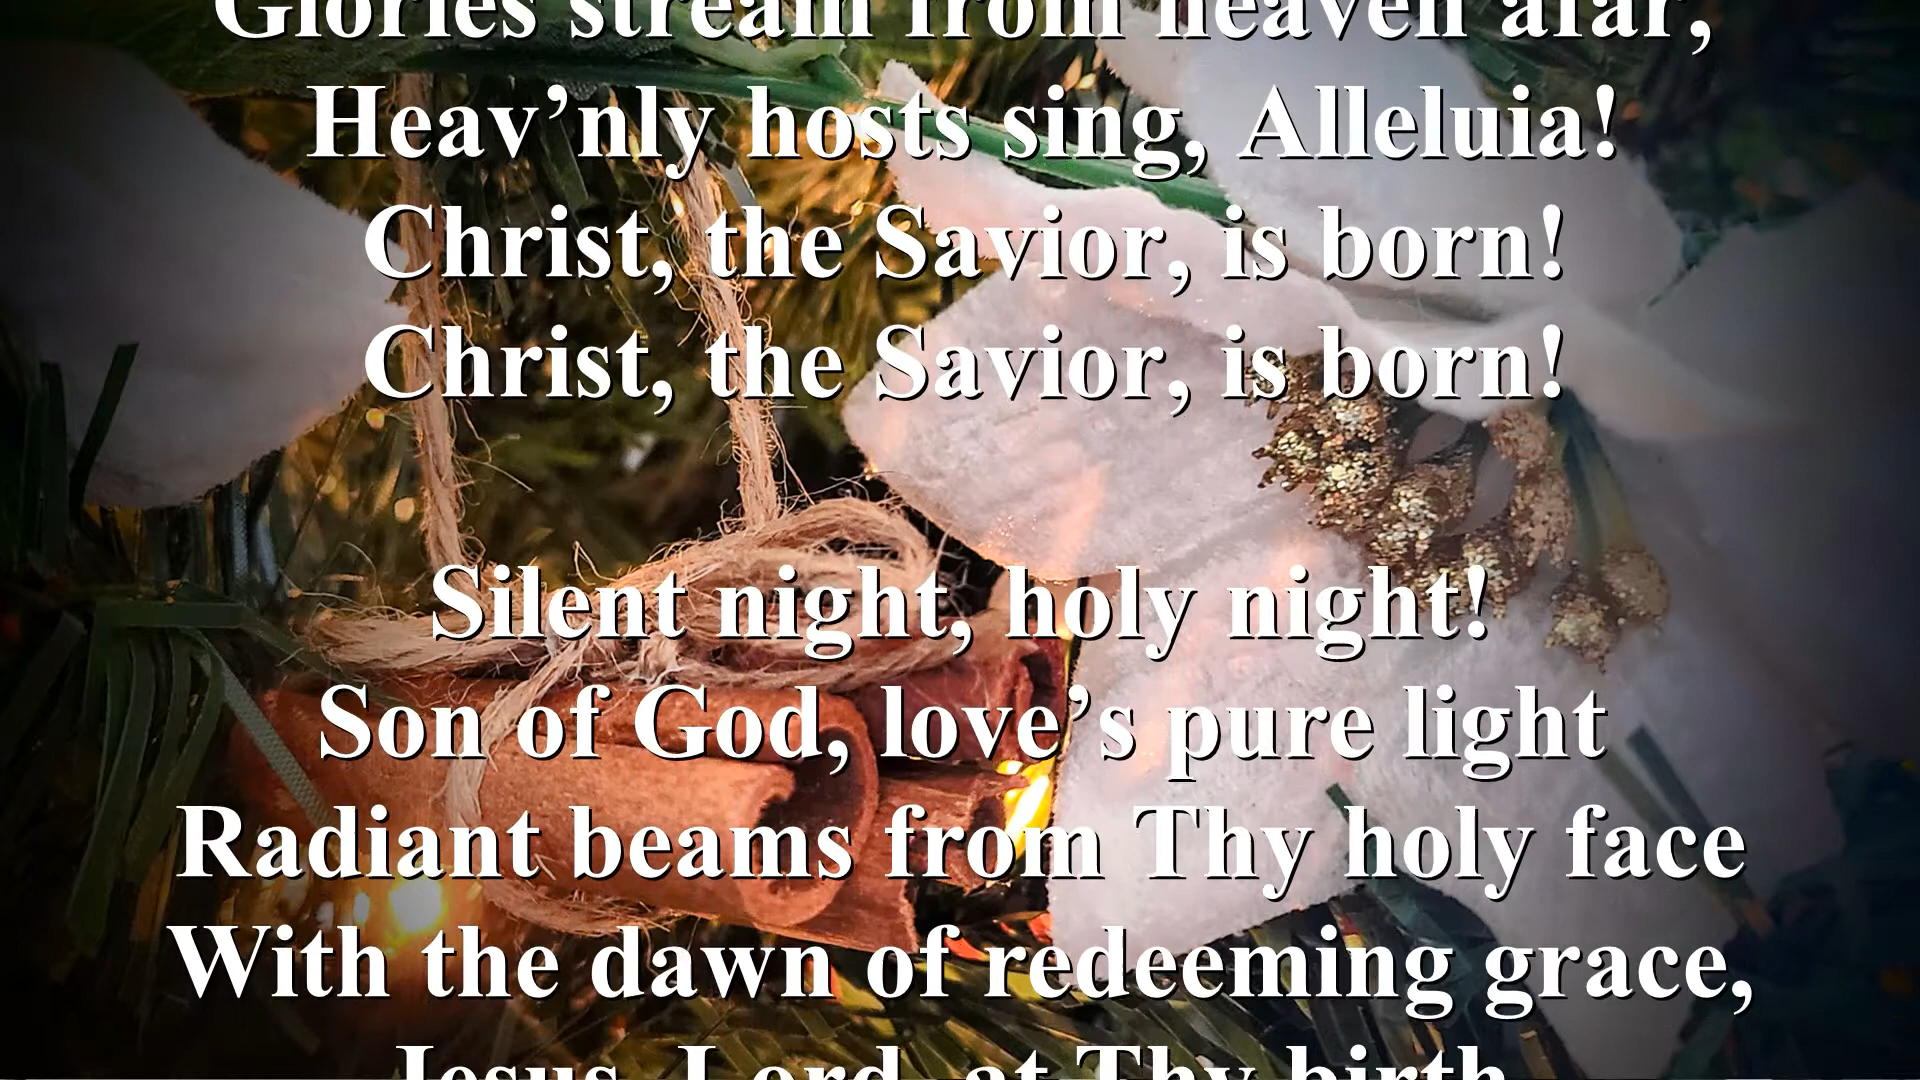 Glories stream from heaven afar,
Heav’nly hosts sing, Alleluia!
Christ, the Savior, is born!
Christ, the Savior, is born!
Silent night, holy night!
Son of God, love’s pure light
Radiant beams from Thy holy face
With the dawn of redeeming grace,
Jesus, Lord, at Thy birth